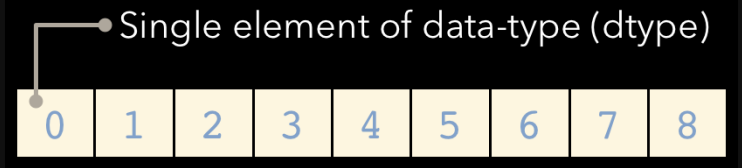 Single element of data-type (dtype)
0 1 2 3 4 5 6 7 8